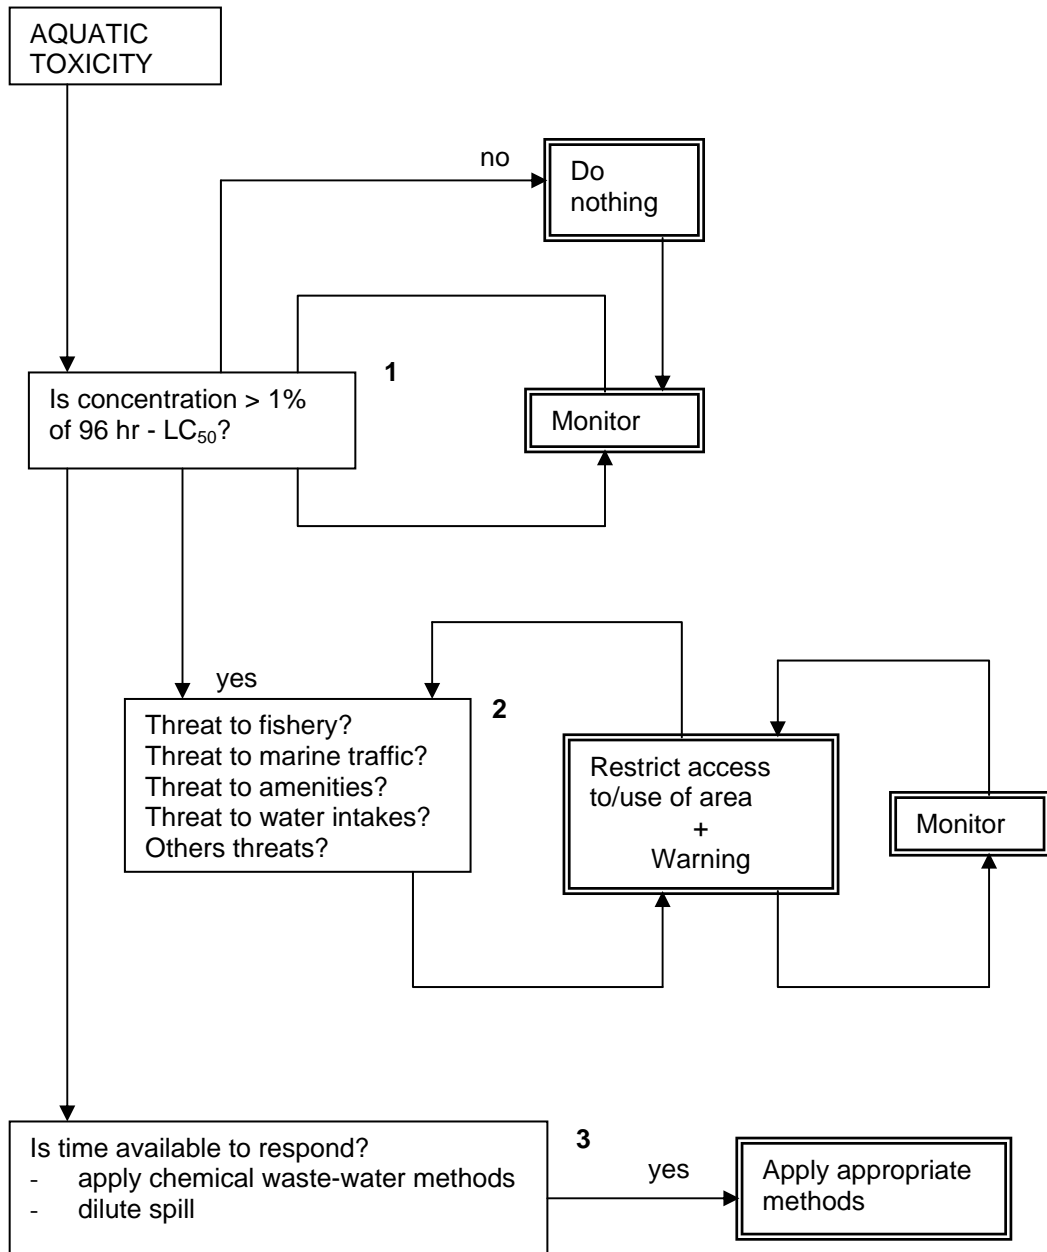 AQUATIC
TOXICITY
no
Do
nothing
1
Is concentration > 1%
of 96 hr - LC₅₀?
Monitor
yes
2
Threat to fishery?
Threat to marine traffic?
Threat to amenities?
Threat to water intakes?
Others threats?
Restrict access
to/use of area
+
Warning
Monitor
3
Is time available to respond?
- apply chemical waste-water methods
- dilute spill
yes
Apply appropriate
methods